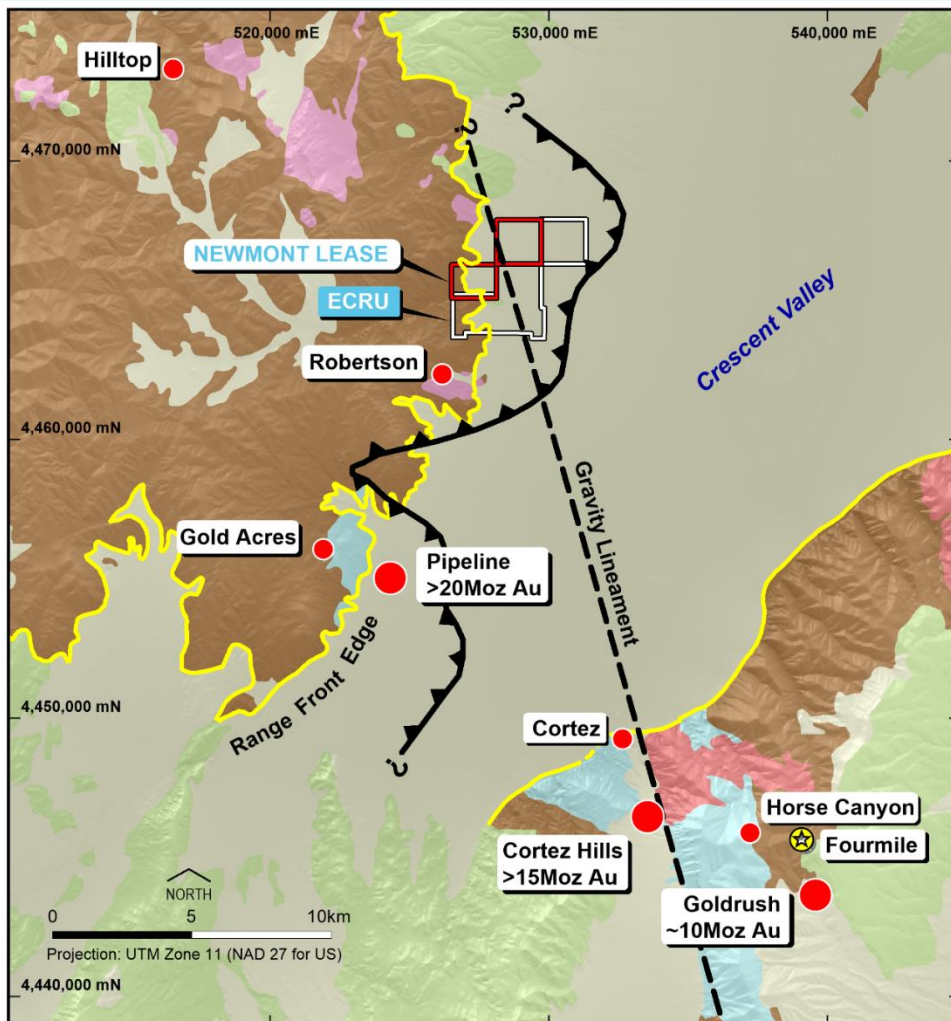 520,000 mE
530,000 mE
540,000 mE
Hilltop
?
?
4,470,000 mN
NEWMONT LEASE
ECRU
Crescent Valley
Robertson
4,460,000 mN
Gravity Lineament
Gold Acres
Pipeline
>20Moz Au
Range Front Edge
4,450,000 mN
?
Cortez
Horse Canyon
Fourmile
Cortez Hills
>15Moz Au
Goldrush
~10Moz Au
NORTH
0 5 10km
Projection: UTM Zone 11 (NAD 27 for US)
4,440,000 mN